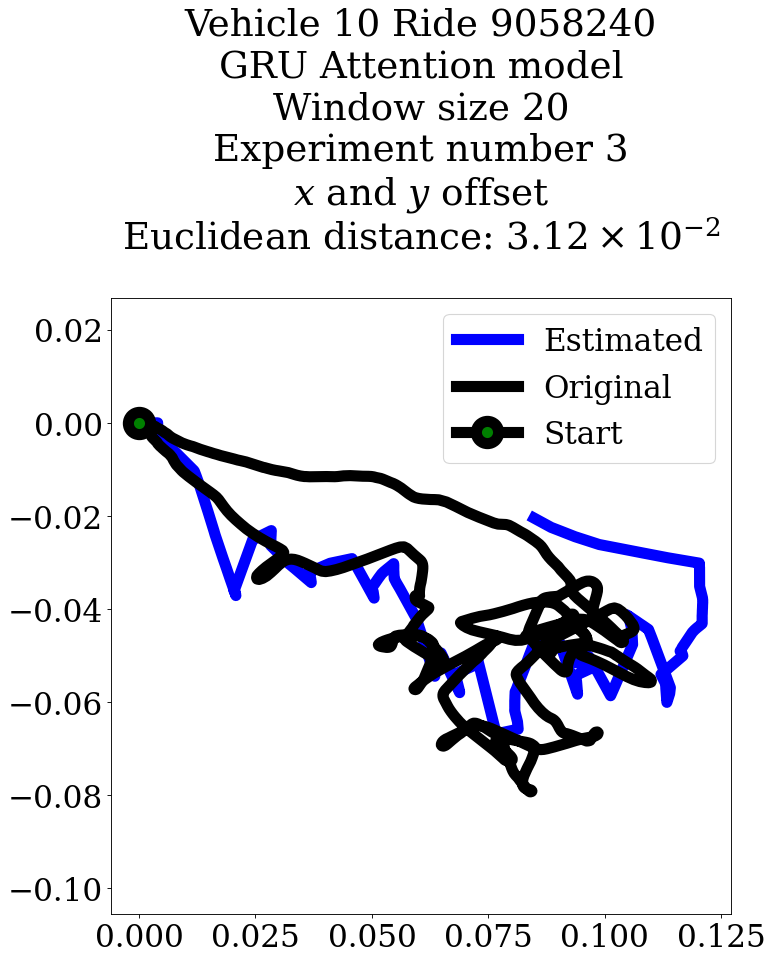 Vehicle 10 Ride 9058240
GRU Attention model
Window size 20
Experiment number 3
x and y offset
Euclidean distance: 3.12 × 10⁻²
Estimated
Original
Start
0.02
0.00
−0.02
−0.04
−0.06
−0.08
−0.10
0.000 0.025 0.050 0.075 0.100 0.125